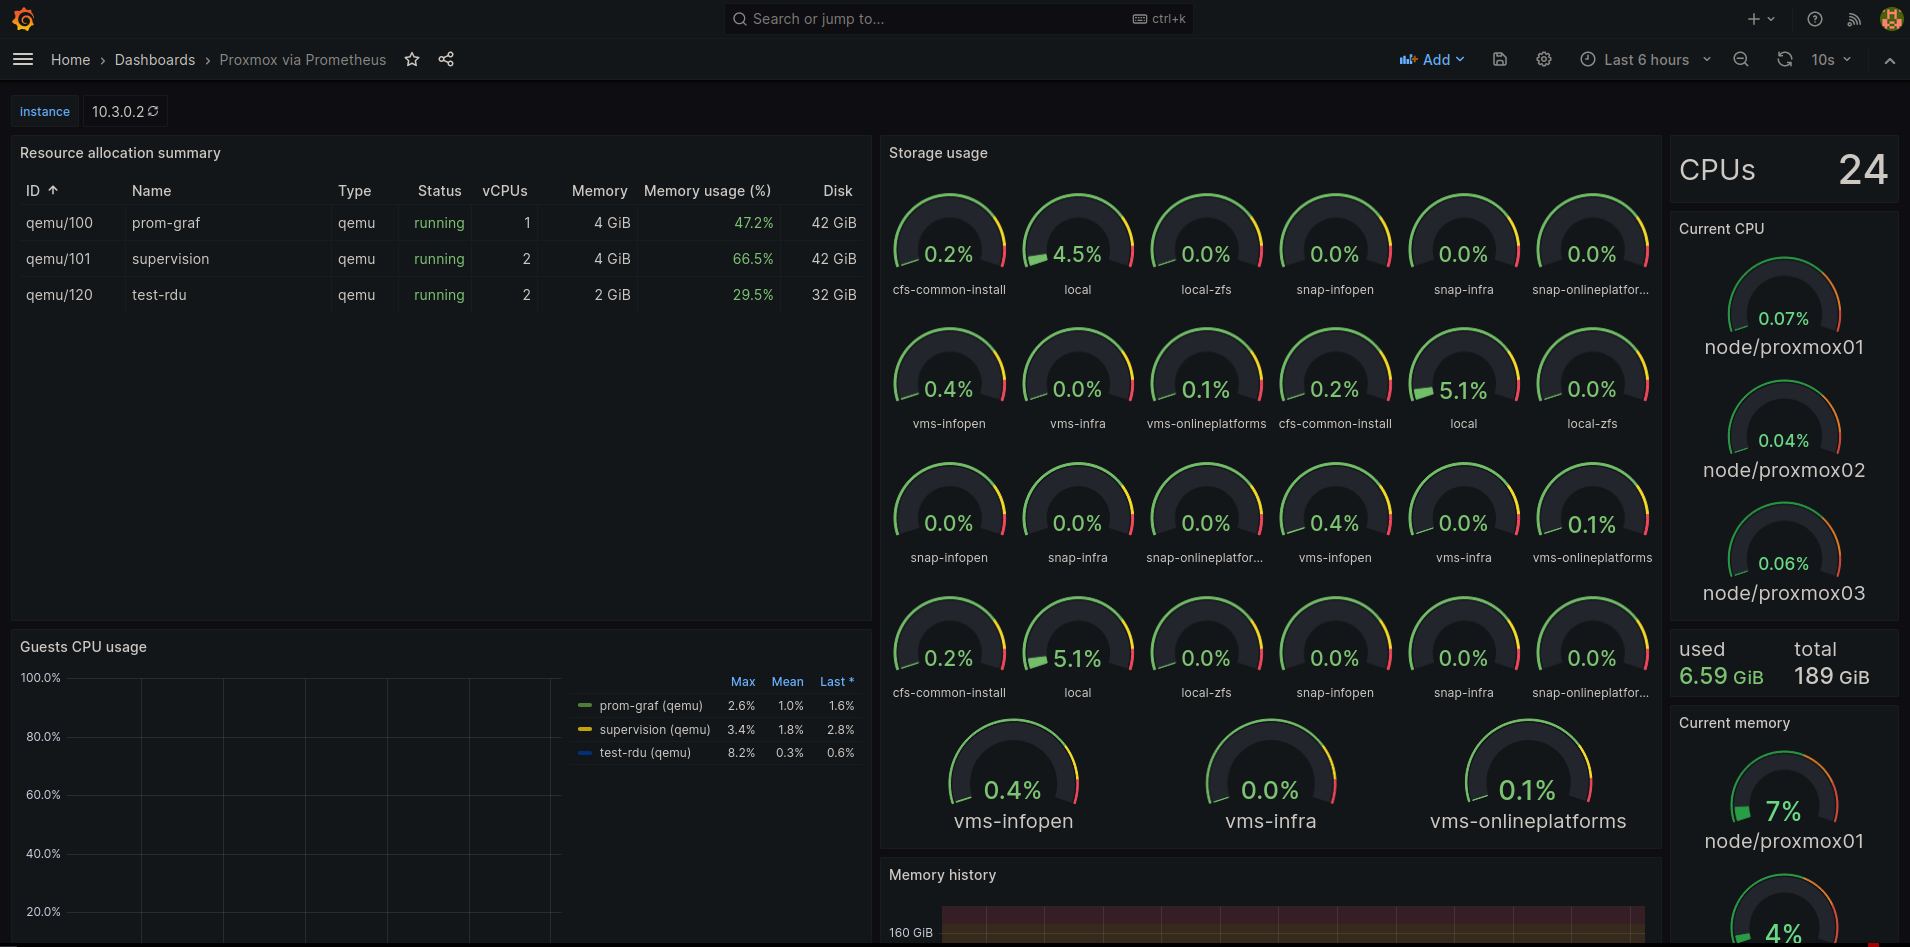 Search or jump to...
ctrl+k
Home › Dashboards › Proxmox via Prometheus
Add
Last 6 hours
10s
instance
10.3.0.2
Resource allocation summary
ID Name Type Status vCPUs Memory Memory usage (%) Disk
qemu/100 prom-graf qemu running 1 4 GiB 47.2% 42 GiB
qemu/101 supervision qemu running 2 4 GiB 66.5% 42 GiB
qemu/120 test-rdu qemu running 2 2 GiB 29.5% 32 GiB
Guests CPU usage
100.0%
80.0%
60.0%
40.0%
20.0%
Max Mean Last *
prom-graf (qemu) 2.6% 1.0% 1.6%
supervision (qemu) 3.4% 1.8% 2.8%
test-rdu (qemu) 8.2% 0.3% 0.6%
Storage usage
0.2% 4.5% 0.0% 0.0% 0.0% 0.0%
cfs-common-install local local-zfs snap-infopen snap-infra snap-onlineplatfor...
0.4% 0.0% 0.1% 0.2% 5.1% 0.0%
vms-infopen vms-infra vms-onlineplatforms cfs-common-install local local-zfs
0.0% 0.0% 0.0% 0.4% 0.0% 0.1%
snap-infopen snap-infra snap-onlineplatfor... vms-infopen vms-infra vms-onlineplatforms
0.2% 5.1% 0.0% 0.0% 0.0% 0.0%
cfs-common-install local local-zfs snap-infopen snap-infra snap-onlineplatfor...
0.4% 0.0% 0.1%
vms-infopen vms-infra vms-onlineplatforms
Memory history
160 GiB
CPUs 24
Current CPU
0.07%
node/proxmox01
0.04%
node/proxmox02
0.06%
node/proxmox03
used total
6.59 GiB 189 GiB
Current memory
7%
node/proxmox01
4%